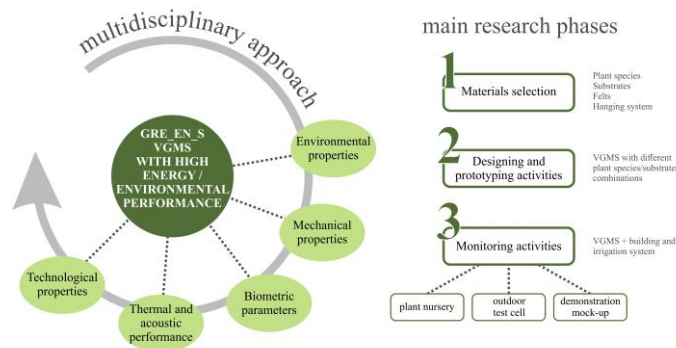 multidisciplinary approach
GRE_EN_S
VGMS
WITH HIGH
ENERGY /
ENVIRONMENTAL
PERFORMANCE
Environmental
properties
Mechanical
properties
Biometric
parameters
Thermal and
acoustic
performance
Technological
properties
main research phases
1
Materials selection
Plant species
Substrates
Felts
Hanging system
2
Designing and
prototyping activities
VGMS with different
plant species/substrate
combinations
3
Monitoring activities
VGMS + building and
irrigation system
plant nursery
outdoor
test cell
demonstration
mock-up